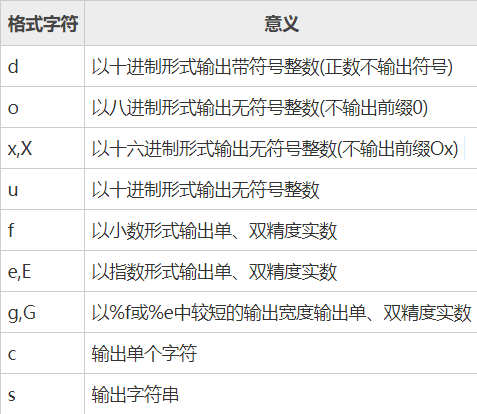 格式字符 意义
d 以十进制形式输出带符号整数(正数不输出符号)
o 以八进制形式输出无符号整数(不输出前缀0)
x,X 以十六进制形式输出无符号整数(不输出前缀Ox)
u 以十进制形式输出无符号整数
f 以小数形式输出单、双精度实数
e,E 以指数形式输出单、双精度实数
g,G 以%f或%e中较短的输出宽度输出单、双精度实数
c 输出单个字符
s 输出字符串